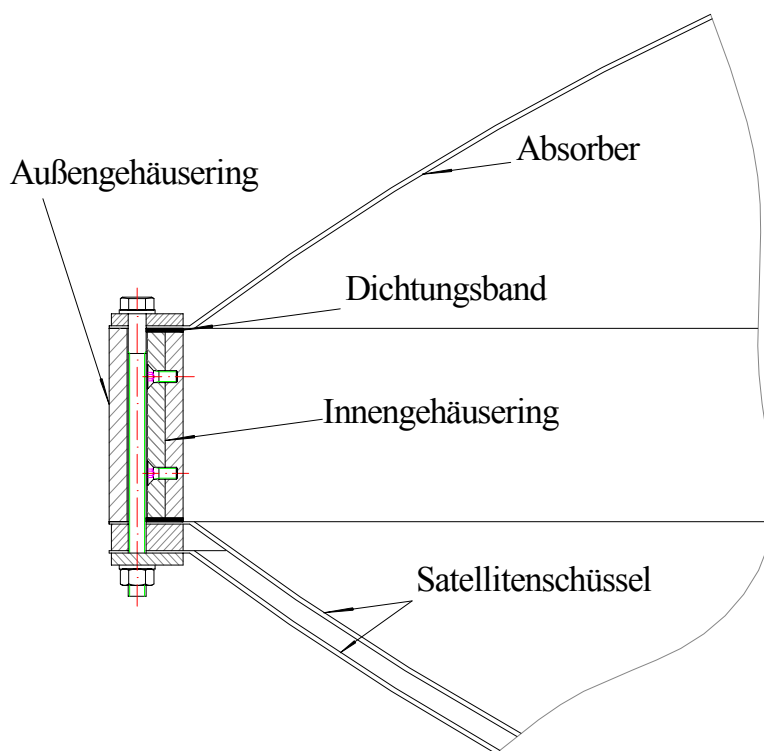 Absorber
Außengehäusering
Dichtungsband
Innengehäusering
Satellitenschüssel